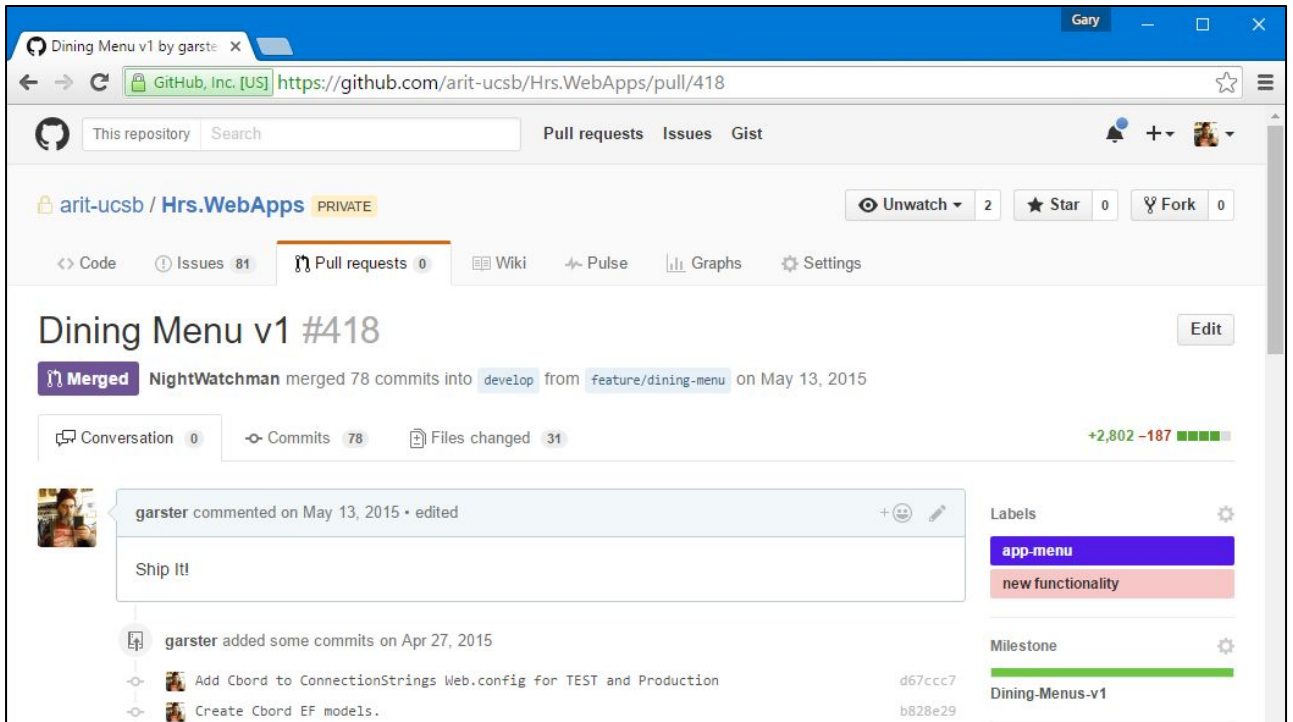 Gary
Dining Menu v1 by garste
GitHub, Inc. [US] https://github.com/arit-ucsb/Hrs.WebApps/pull/418
This repository Search Pull requests Issues Gist
arit-ucsb / Hrs.WebApps PRIVATE Unwatch 2 Star 0 Fork 0
Code Issues 81 Pull requests 0 Wiki Pulse Graphs Settings
Dining Menu v1 #418 Edit
Merged NightWatchman merged 78 commits into develop from feature/dining-menu on May 13, 2015
Conversation 0 Commits 78 Files changed 31 +2,802 −187
garster commented on May 13, 2015 • edited
Ship It!
garster added some commits on Apr 27, 2015
Add Cbord to ConnectionStrings Web.config for TEST and Production d67ccc7
Create Cbord EF models. b828e29
Labels
app-menu
new functionality
Milestone
Dining-Menus-v1